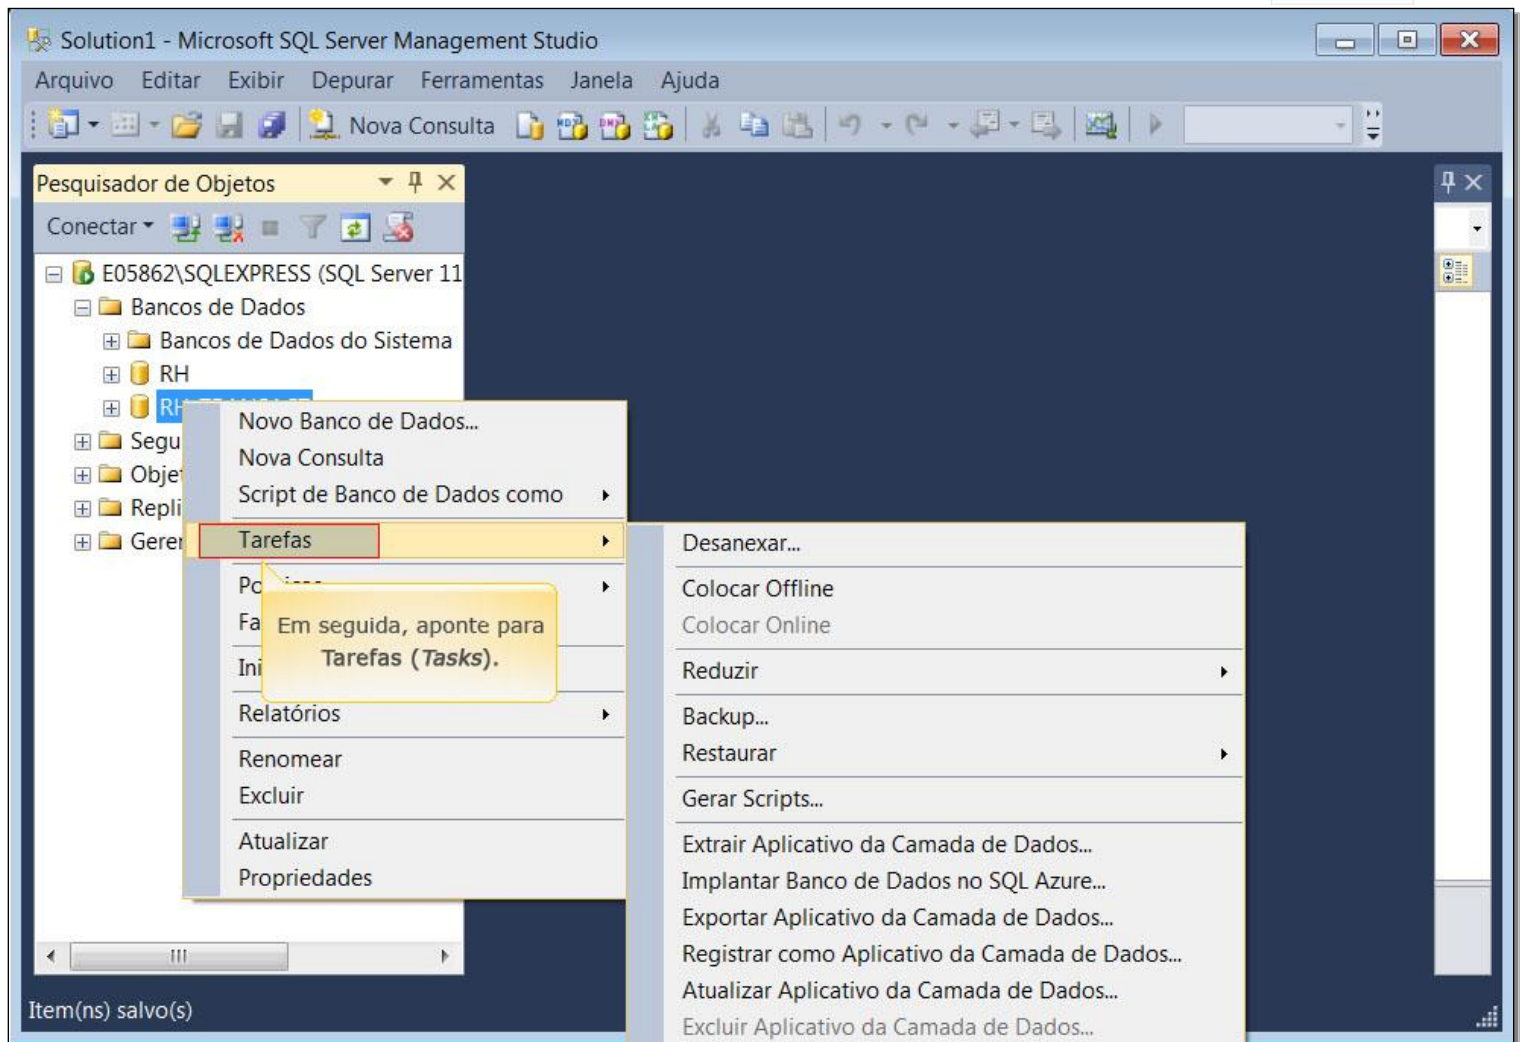 Solution1 - Microsoft SQL Server Management Studio
Arquivo Editar Exibir Depurar Ferramentas Janela Ajuda
Nova Consulta
Pesquisador de Objetos
Conectar
E05862\SQLEXPRESS (SQL Server 11
Bancos de Dados
Bancos de Dados do Sistema
RH
Novo Banco de Dados...
Nova Consulta
Script de Banco de Dados como
Tarefas
Em seguida, aponte para
Tarefas (Tasks).
Relatórios
Renomear
Excluir
Atualizar
Propriedades
Desanexar...
Colocar Offline
Colocar Online
Reduzir
Backup...
Restaurar
Gerar Scripts...
Extrair Aplicativo da Camada de Dados...
Implantar Banco de Dados no SQL Azure...
Exportar Aplicativo da Camada de Dados...
Registrar como Aplicativo da Camada de Dados...
Atualizar Aplicativo da Camada de Dados...
Excluir Aplicativo da Camada de Dados...
Item(ns) salvo(s)